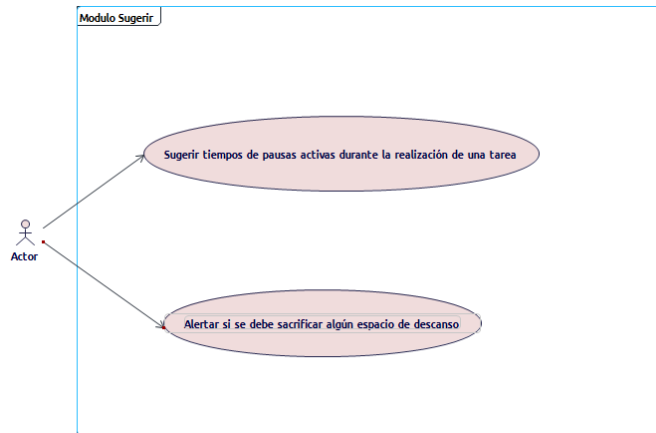 Modulo Sugerir
Sugerir tiempos de pausas activas durante la realización de una tarea
Actor
Alertar si se debe sacrificar algún espacio de descanso